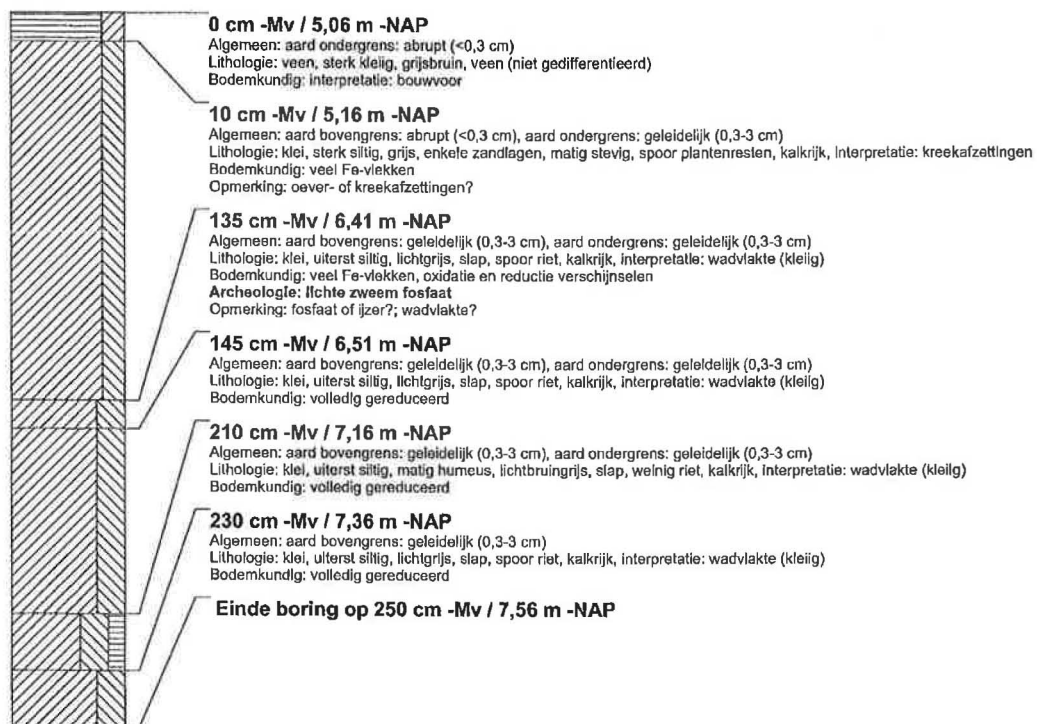 0 cm -Mv / 5,06 m -NAP
Algemeen: aard ondergrens: abrupt (<0,3 cm)
Lithologie: veen, sterk kleiig, grijsbruin, veen (niet gedifferentieerd)
Bodemkundig: interpretatie: bouwvoor
10 cm -Mv / 5,16 m -NAP
Algemeen: aard bovengrens: abrupt (<0,3 cm), aard ondergrens: geleidelijk (0,3-3 cm)
Lithologie: klei, sterk siltig, grijs, enkele zandlagen, matig stevig, spoor plantenresten, kalkrijk, interpretatie: kreekafzettingen
Bodemkundig: veel Fe-vlekken
Opmerking: oever- of kreekafzettingen?
135 cm -Mv / 6,41 m -NAP
Algemeen: aard bovengrens: geleidelijk (0,3-3 cm), aard ondergrens: geleidelijk (0,3-3 cm)
Lithologie: klei, uiterst siltig, lichtgrijs, slap, spoor riet, kalkrijk, interpretatie: wadvlakte (kleiig)
Bodemkundig: veel Fe-vlekken, oxidatie en reductie verschijnselen
Archeologie: lichte zweem fosfaat
Opmerking: fosfaat of ijzer?; wadvlakte?
145 cm -Mv / 6,51 m -NAP
Algemeen: aard bovengrens: geleidelijk (0,3-3 cm), aard ondergrens: geleidelijk (0,3-3 cm)
Lithologie: klei, uiterst siltig, lichtgrijs, slap, spoor riet, kalkrijk, interpretatie: wadvlakte (kleiig)
Bodemkundig: volledig gereduceerd
210 cm -Mv / 7,16 m -NAP
Algemeen: aard bovengrens: geleidelijk (0,3-3 cm), aard ondergrens: geleidelijk (0,3-3 cm)
Lithologie: klei, uiterst siltig, matig humeus, lichtbruingrijs, slap, weinig riet, kalkrijk, interpretatie: wadvlakte (kleiig)
Bodemkundig: volledig gereduceerd
230 cm -Mv / 7,36 m -NAP
Algemeen: aard bovengrens: geleidelijk (0,3-3 cm)
Lithologie: klei, uiterst siltig, lichtgrijs, slap, spoor riet, kalkrijk, interpretatie: wadvlakte (kleiig)
Bodemkundig: volledig gereduceerd
Einde boring op 250 cm -Mv / 7,56 m -NAP